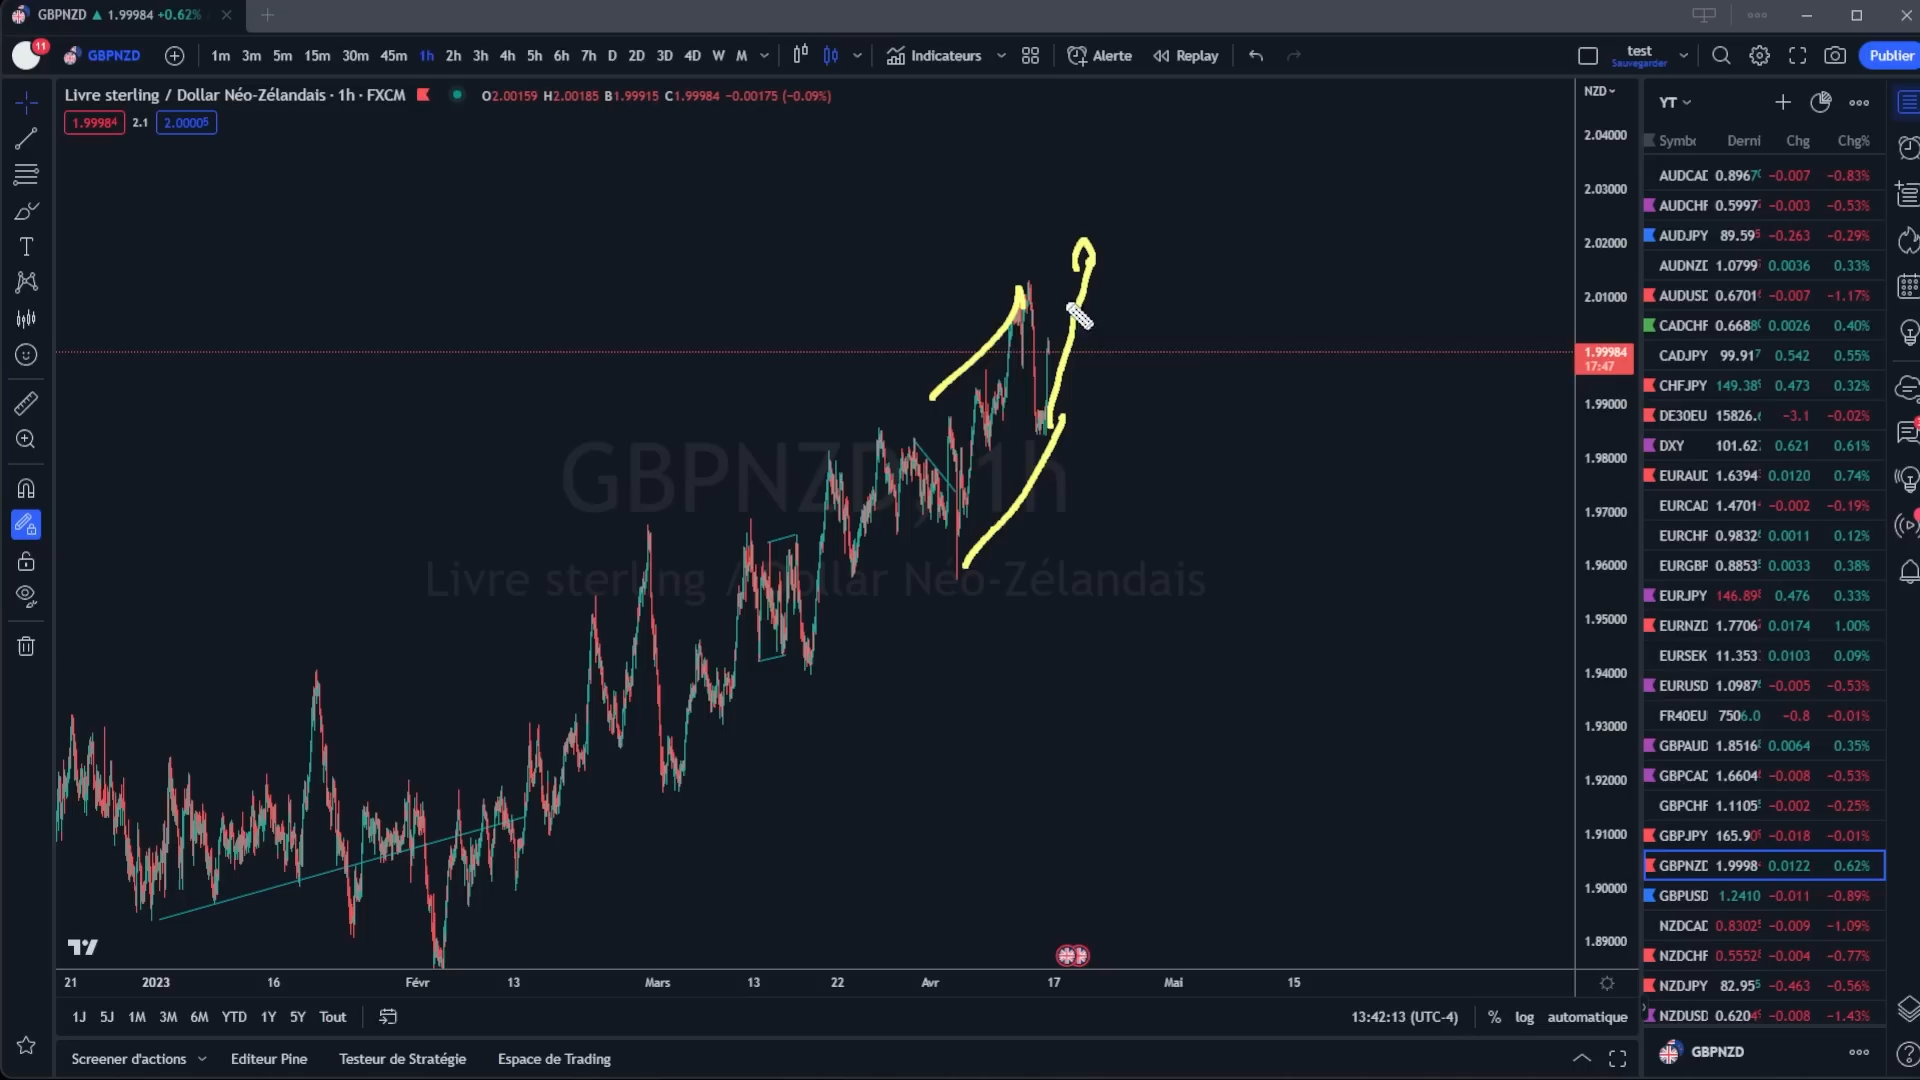 GBPNZD ▲ 1.99984 +0.62%
11 GBPNZD 1m 3m 5m 15m 30m 45m 1h 2h 3h 4h 5h 6h 7h D 2D 3D 4D W M Indicateurs Alerte Replay test Sauvegarder Publier
Livre sterling / Dollar Néo-Zélandais · 1h · FXCM O2.00159 H2.00185 B1.99915 C1.99984 −0.00175 (−0.09%)
1.99984 2.1 2.00005
GBPNZD, 1h
Livre sterling / Dollar Néo-Zélandais
NZD
2.04000
2.03000
2.02000
2.01000
1.99984
17:47
1.99000
1.98000
1.97000
1.96000
1.95000
1.94000
1.93000
1.92000
1.91000
1.90000
1.89000
21 2023 16 Févr 13 Mars 13 22 Avr 17 Mai 15
1J 5J 1M 3M 6M YTD 1Y 5Y Tout 13:42:13 (UTC-4) % log automatique
Screener d'actions Editeur Pine Testeur de Stratégie Espace de Trading
YT
Symbo Derni Chg Chg%
AUDCAD 0.8967 −0.007 −0.83%
AUDCHF 0.5997 −0.003 −0.53%
AUDJPY 89.59 −0.263 −0.29%
AUDNZD 1.0799 0.0036 0.33%
AUDUSD 0.6701 −0.007 −1.17%
CADCHF 0.6688 0.0026 0.40%
CADJPY 99.917 0.542 0.55%
CHFJPY 149.38 0.473 0.32%
DE30EU 15826. −3.1 −0.02%
DXY 101.62 0.621 0.61%
EURAUD 1.6394 0.0120 0.74%
EURCAD 1.4701 −0.002 −0.19%
EURCHF 0.9832 0.0011 0.12%
EURGBP 0.8853 0.0033 0.38%
EURJPY 146.89 0.476 0.33%
EURNZD 1.7706 0.0174 1.00%
EURSEK 11.353 0.0103 0.09%
EURUSD 1.0987 −0.005 −0.53%
FR40EU 7506.0 −0.8 −0.01%
GBPAUD 1.8516 0.0064 0.35%
GBPCAD 1.6604 −0.008 −0.53%
GBPCHF 1.1105 −0.002 −0.25%
GBPJPY 165.90 −0.018 −0.01%
GBPNZD 1.9998 0.0122 0.62%
GBPUSD 1.2410 −0.011 −0.89%
NZDCAD 0.8302 −0.009 −1.09%
NZDCHF 0.5552 −0.004 −0.77%
NZDJPY 82.95 −0.463 −0.56%
NZDUSD 0.6204 −0.008 −1.43%
GBPNZD